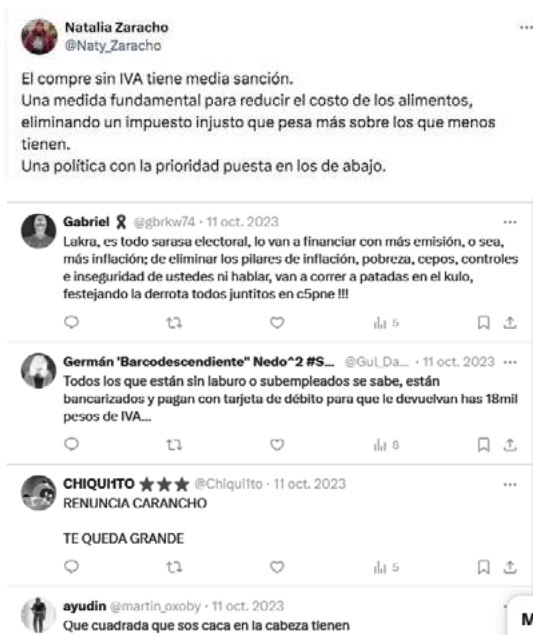 Natalia Zaracho
@Naty_Zaracho
El compre sin IVA tiene media sanción.
Una medida fundamental para reducir el costo de los alimentos,
eliminando un impuesto injusto que pesa más sobre los que menos
tienen.
Una política con la prioridad puesta en los de abajo.
Gabriel @gbrkw74 · 11 oct. 2023
Lakra, es todo sarasa electoral, lo van a financiar con más emisión, o sea,
más inflación; de eliminar los pilares de inflación, pobreza, cepos, controles
e inseguridad de ustedes ni hablar, van a correr a patadas en el kulo,
festejando la derrota todos juntitos en c5pne !!!
5
Germán 'Barcodescendiente" Nedo^2 #S... @Gul_Da... · 11 oct. 2023
Todos los que están sin laburo o subempleados se sabe, están
bancarizados y pagan con tarjeta de débito para que le devuelvan has 18mil
pesos de IVA...
8
CHIQUI1TO ★★★ @Chiqui1to · 11 oct. 2023
RENUNCIA CARANCHO
TE QUEDA GRANDE
5
ayudin @martin_oxoby · 11 oct. 2023
Que cuadrada que sos caca en la cabeza tienen
M